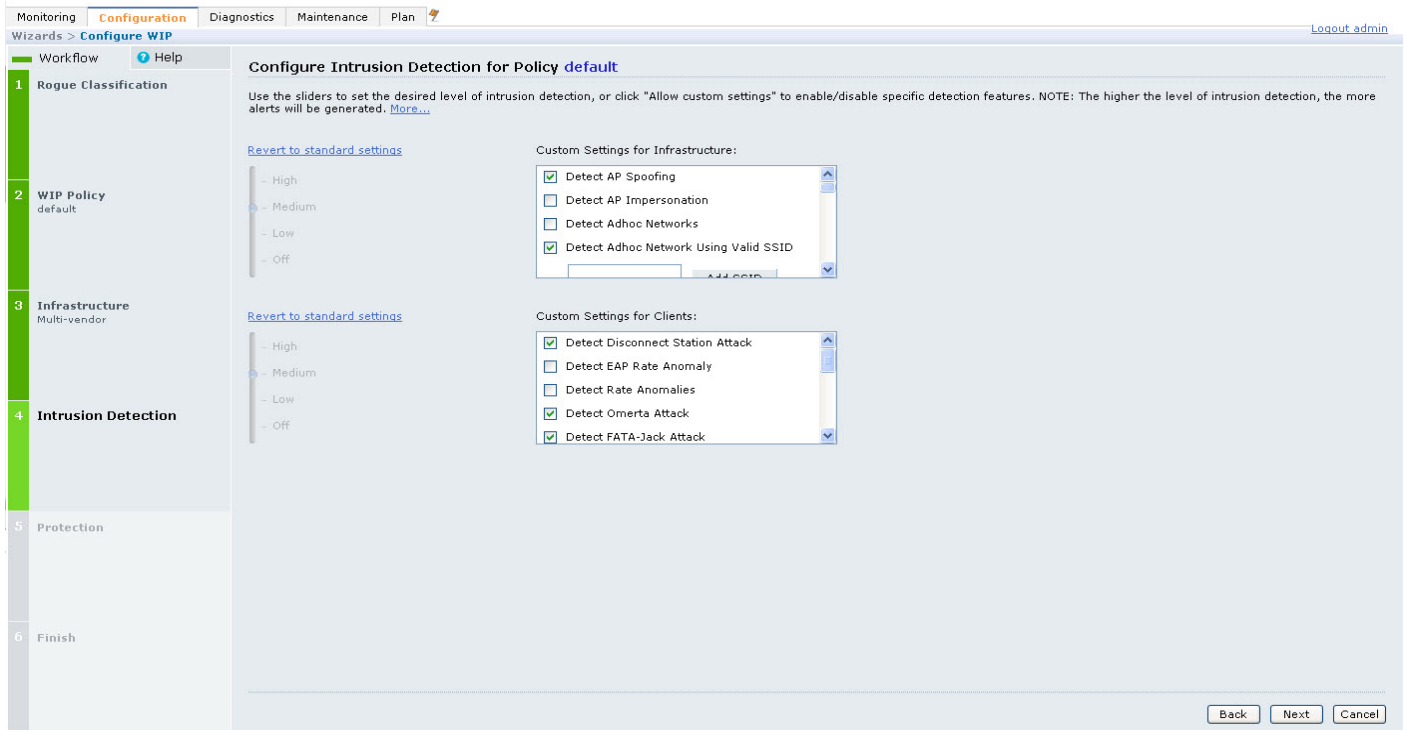 Monitoring Configuration Diagnostics Maintenance Plan
Logout admin
Wizards > Configure WIP
Workflow ? Help
1 Rogue Classification
2 WIP Policy
default
3 Infrastructure
Multi-vendor
4 Intrusion Detection
5 Protection
6 Finish
Configure Intrusion Detection for Policy default
Use the sliders to set the desired level of intrusion detection, or click "Allow custom settings" to enable/disable specific detection features. NOTE: The higher the level of intrusion detection, the more
alerts will be generated. More...
Revert to standard settings
– High
– Medium
– Low
– Off
Custom Settings for Infrastructure:
Detect AP Spoofing
Detect AP Impersonation
Detect Adhoc Networks
Detect Adhoc Network Using Valid SSID
Add SSID
Revert to standard settings
– High
– Medium
– Low
– Off
Custom Settings for Clients:
Detect Disconnect Station Attack
Detect EAP Rate Anomaly
Detect Rate Anomalies
Detect Omerta Attack
Detect FATA-Jack Attack
Back Next Cancel